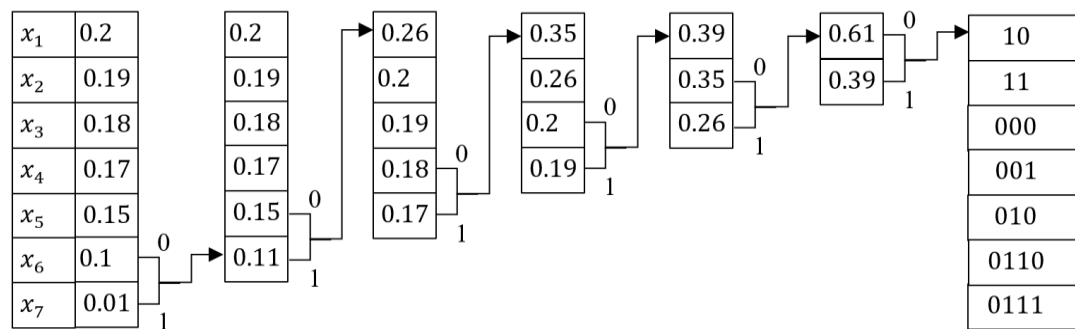 x₁ 0.2 0.2 0.26 0.35 0.39 0.61 0 10
x₂ 0.19 0.19 0.2 0.26 0.35 0 0.39 1 11
x₃ 0.18 0.18 0.19 0.2 0 0.26 1 000
x₄ 0.17 0.17 0.18 0 0.19 1 001
x₅ 0.15 0.15 0 0.17 1 010
x₆ 0.1 0 0.11 1 0110
x₇ 0.01 1 0111